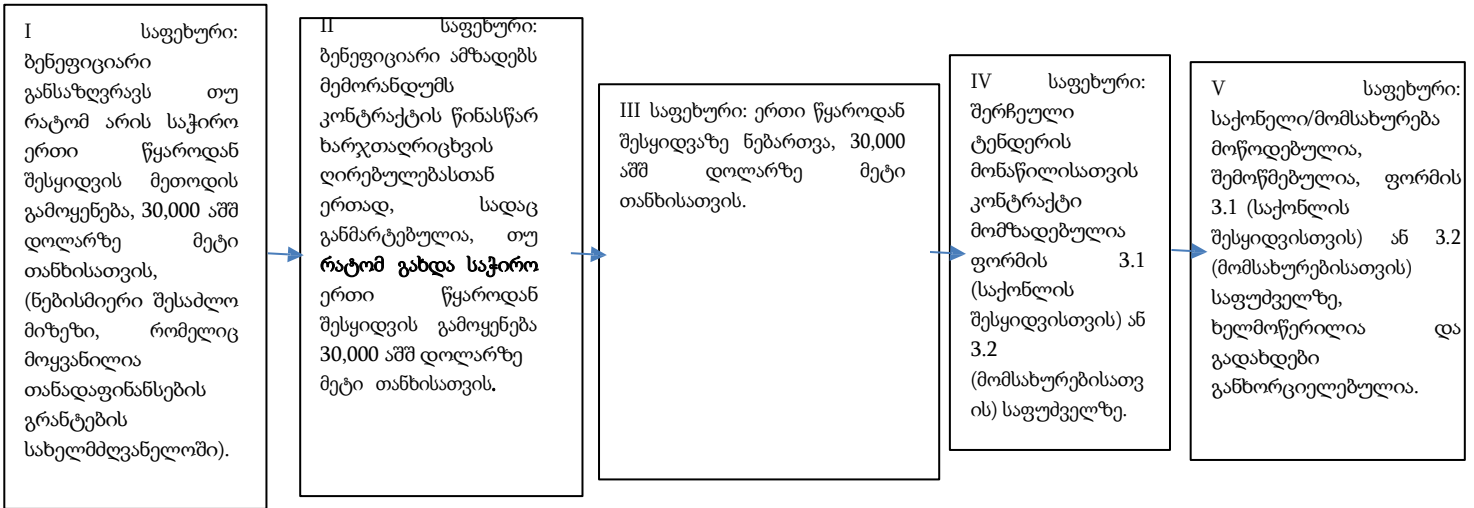 I საფეხური:
ბენეფიციარი
განსაზღვრავს თუ
რატომ არის საჭირო
ერთი წყაროდან
შესყიდვის მეთოდის
გამოყენება, 30,000 აშშ
დოლარზე მეტი
თანხისათვის,
(ნებისმიერი შესაძლო
მიზეზი, რომელიც
მოყვანილია
თანადაფინანსების
გრანტების
სახელმძღვანელოში).
II საფეხური:
ბენეფიციარი ამზადებს
მემორანდუმს
კონტრაქტის წინასწარ
ხარჯთაღრიცხვის
ღირებულებასთან
ერთად, სადაც
განმარტებულია, თუ
რატომ გახდა საჭირო
ერთი წყაროდან
შესყიდვის გამოყენება
30,000 აშშ დოლარზე
მეტი თანხისათვის.
III საფეხური: ერთი წყაროდან
შესყიდვაზე ნებართვა, 30,000
აშშ დოლარზე მეტი
თანხისათვის.
IV საფეხური:
შერჩეული
ტენდერის
მონაწილისათვის
კონტრაქტი
მომზადებულია
ფორმის 3.1
(საქონლის
შესყიდვისთვის) ან
3.2
(მომსახურებისათვ
ის) საფუძველზე.
V საფეხური:
საქონელი/მომსახურება
მოწოდებულია,
შემოწმებულია, ფორმის
3.1 (საქონლის
შესყიდვისთვის) ან 3.2
(მომსახურებისათვის)
საფუძველზე,
ხელმოწერილია და
გადახდები
განხორციელებულია.